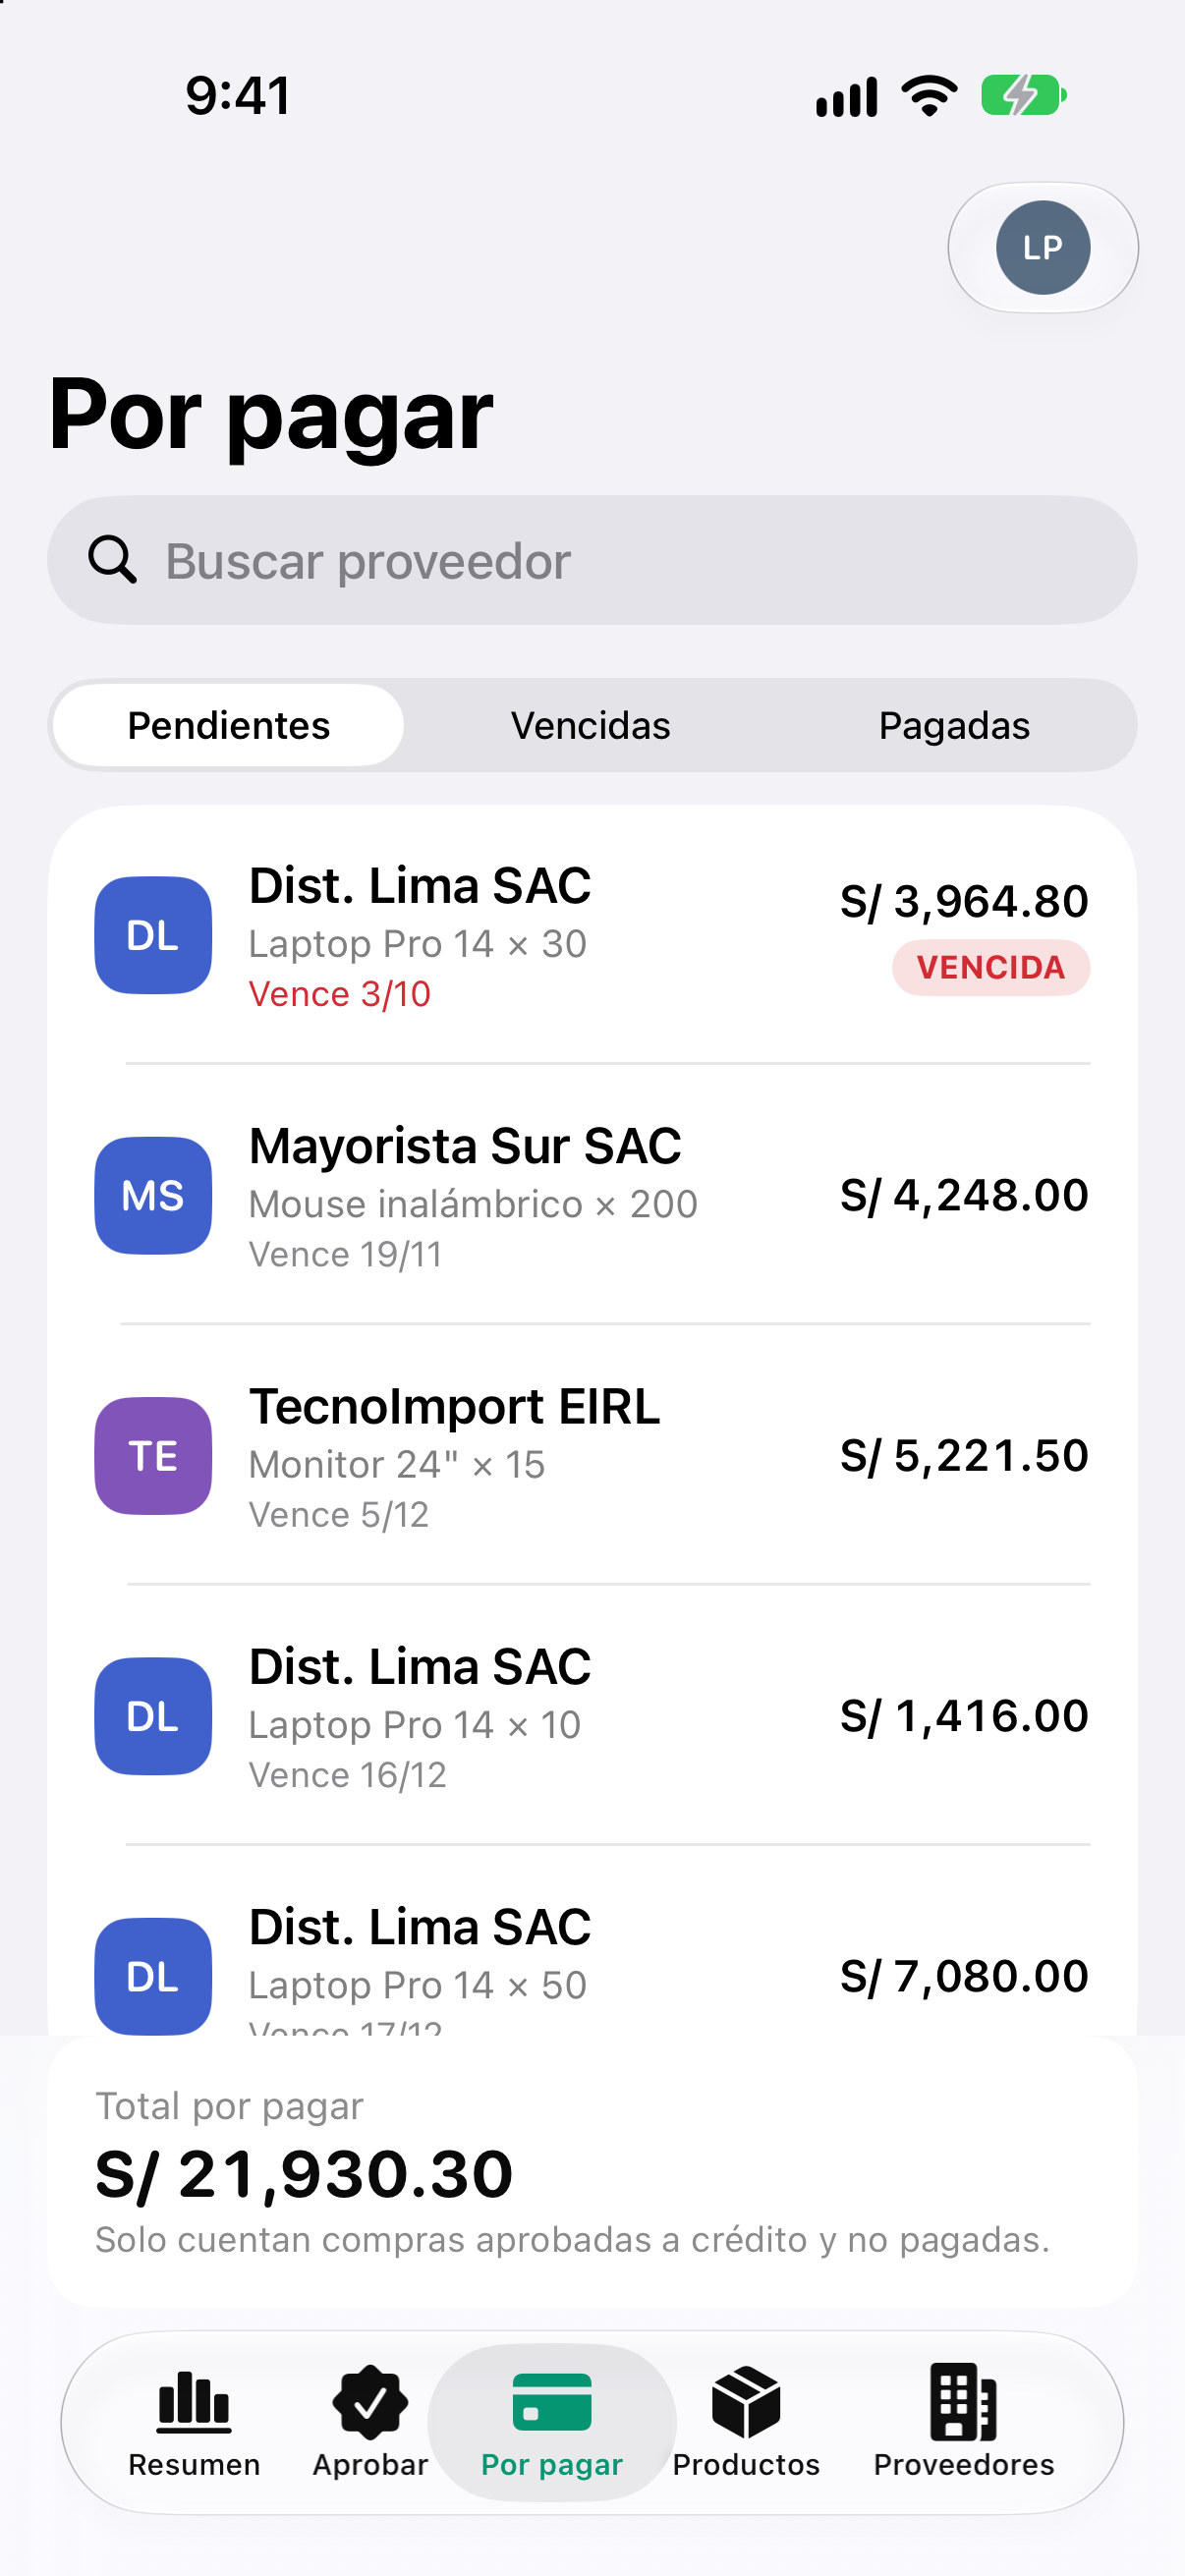 9:41
LP
Por pagar
Buscar proveedor
Pendientes Vencidas Pagadas
DL
Dist. Lima SAC
Laptop Pro 14 × 30
Vence 3/10
S/ 3,964.80
VENCIDA
MS
Mayorista Sur SAC
Mouse inalámbrico × 200
Vence 19/11
S/ 4,248.00
TE
TecnoImport EIRL
Monitor 24" × 15
Vence 5/12
S/ 5,221.50
DL
Dist. Lima SAC
Laptop Pro 14 × 10
Vence 16/12
S/ 1,416.00
DL
Dist. Lima SAC
Laptop Pro 14 × 50
Vence 17/12
S/ 7,080.00
Total por pagar
S/ 21,930.30
Solo cuentan compras aprobadas a crédito y no pagadas.
Resumen Aprobar Por pagar Productos Proveedores